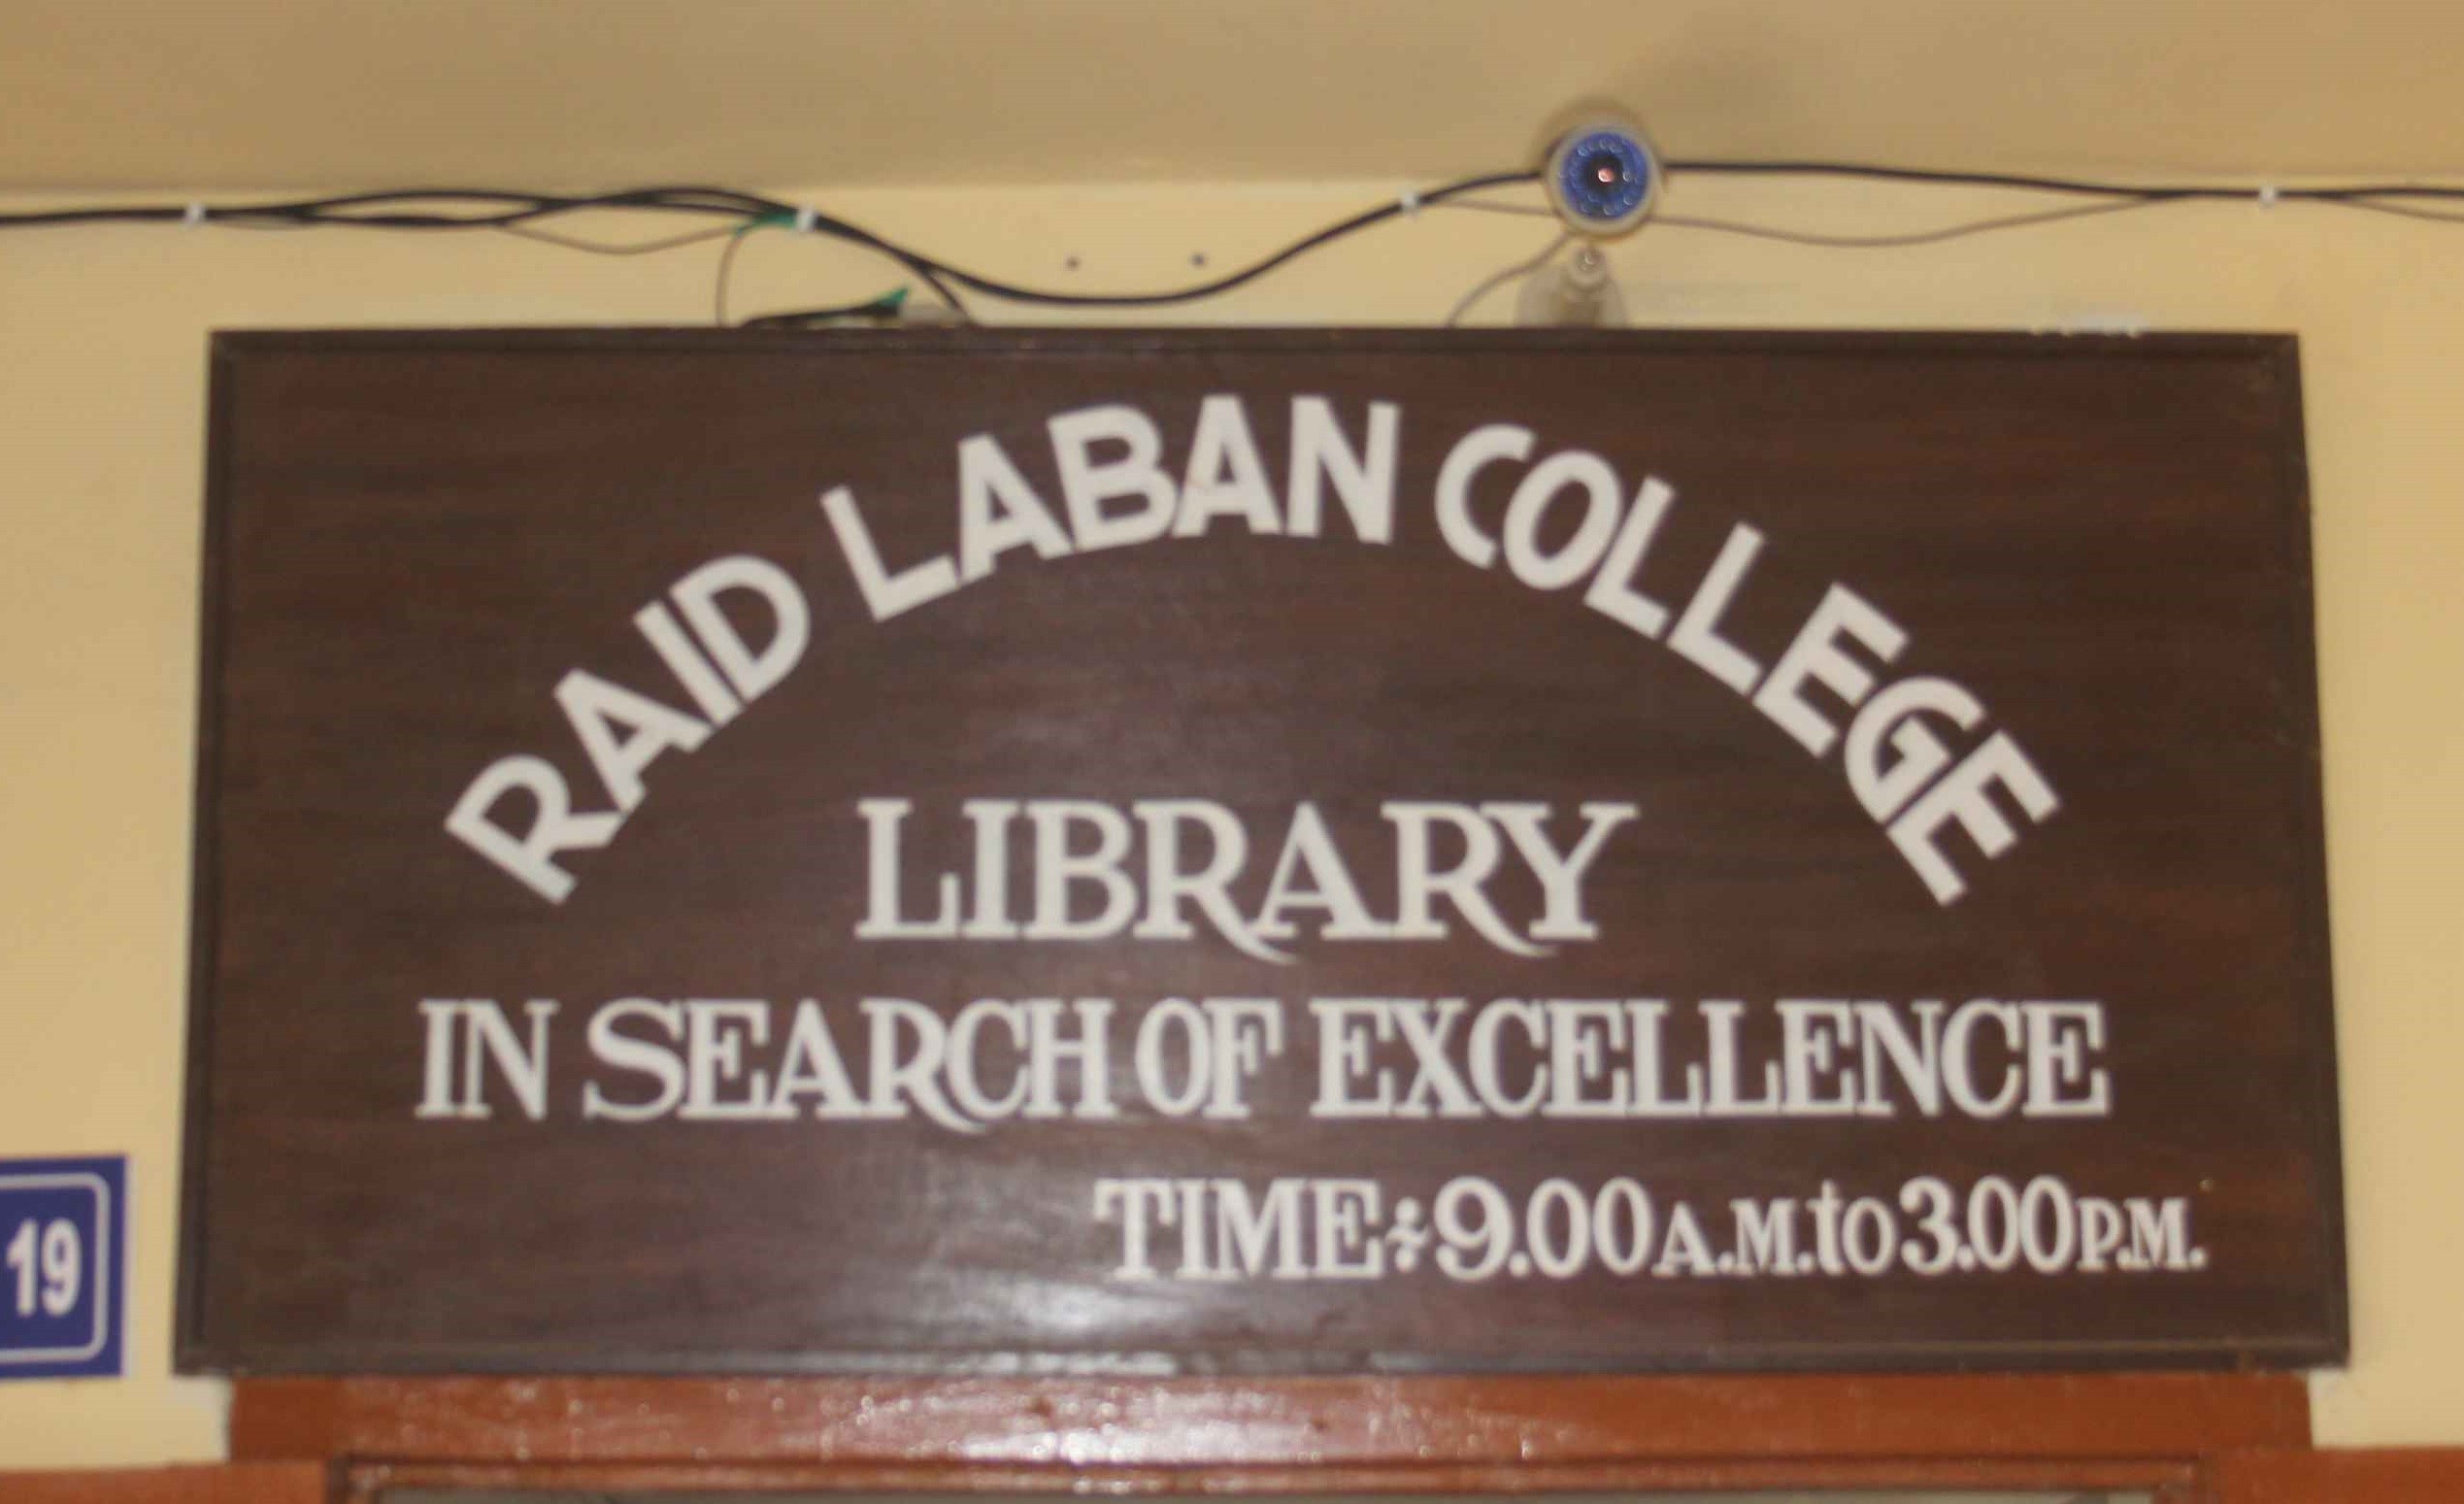 RAID LABAN COLLEGE
LIBRARY
IN SEARCH OF EXCELLENCE
TIME÷9.00A.M.to3.00P.M.
19